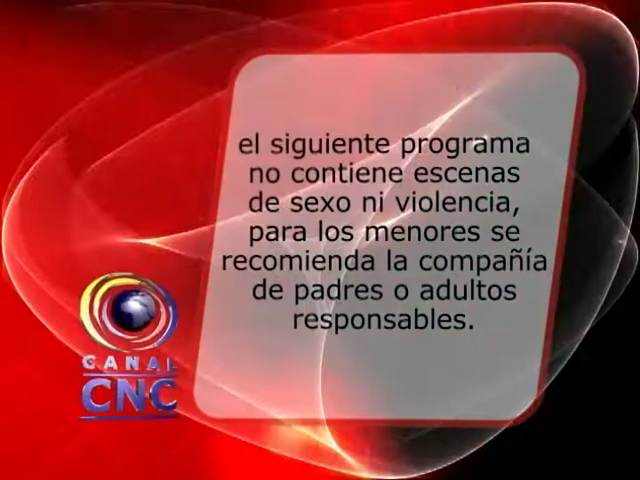 el siguiente programa
no contiene escenas
de sexo ni violencia,
para los menores se
recomienda la compañía
de padres o adultos
responsables.
CANAL
CNC